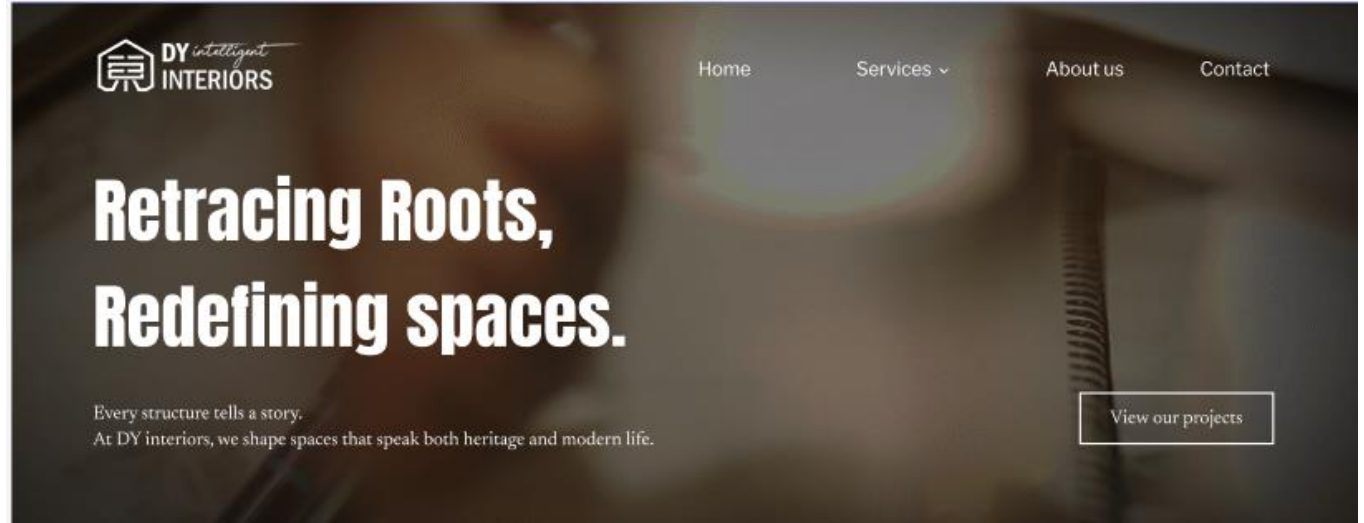 DY intelligent
INTERIORS
Home Services About us Contact
Retracing Roots,
Redefining spaces.
Every structure tells a story.
At DY interiors, we shape spaces that speak both heritage and modern life.
View our projects